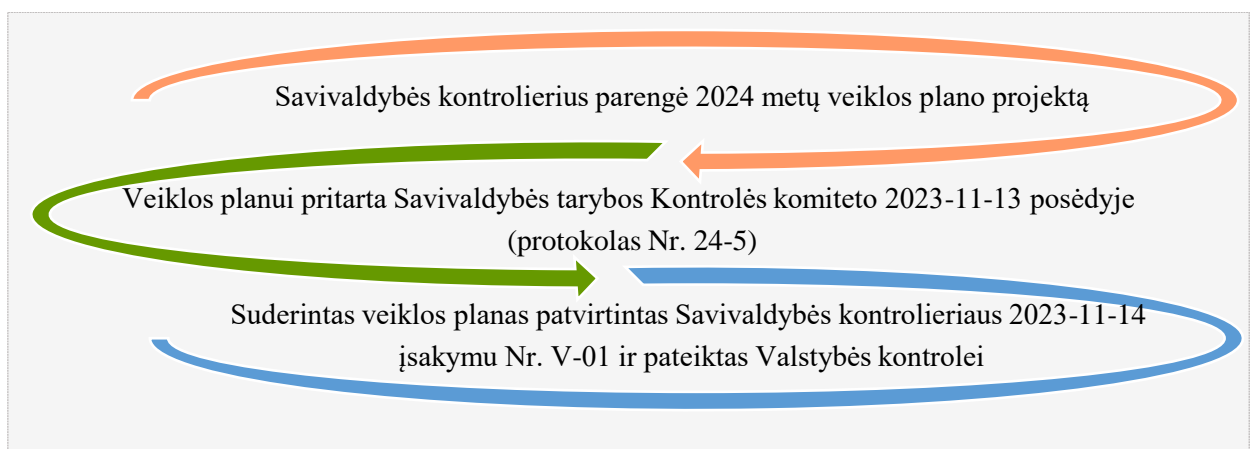 Savivaldybės kontrolierius parengė 2024 metų veiklos plano projektą
Veiklos planui pritarta Savivaldybės tarybos Kontrolės komiteto 2023-11-13 posėdyje
(protokolas Nr. 24-5)
Suderintas veiklos planas patvirtintas Savivaldybės kontrolieriaus 2023-11-14
įsakymu Nr. V-01 ir pateiktas Valstybės kontrolei